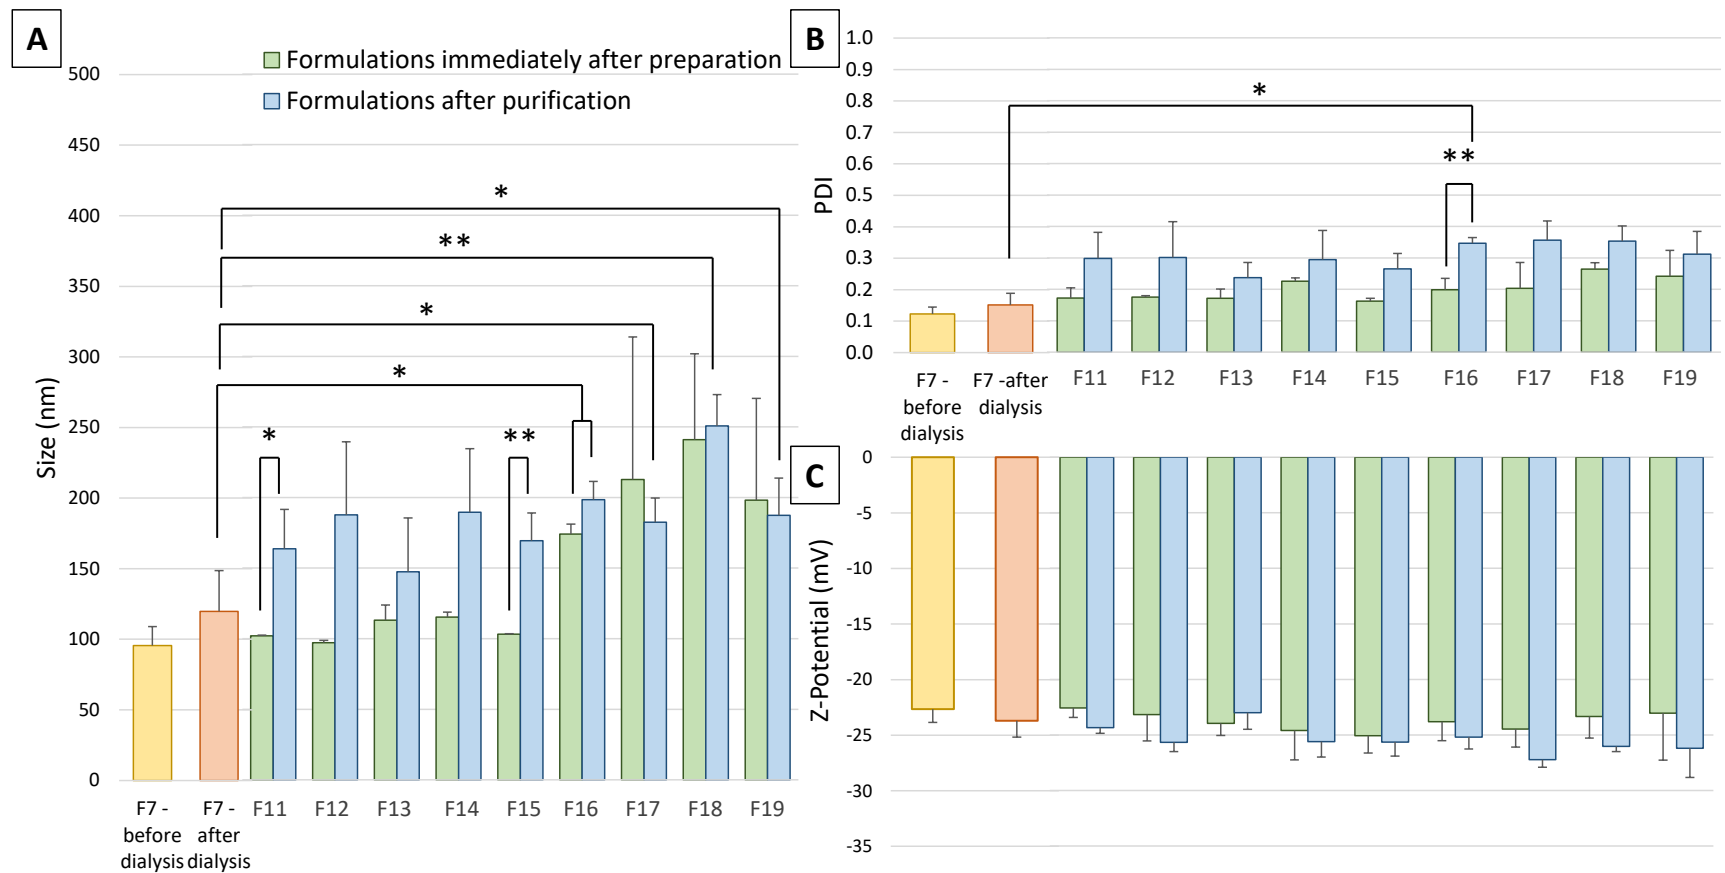 A
Formulations immediately after preparation
Formulations after purification
500
450
400
350
300
250
200
150
100
50
0
Size (nm)
*
**
*
*
*
**
F7 - before dialysis
F7 - after dialysis
F11
F12
F13
F14
F15
F16
F17
F18
F19
B
1.0
0.9
0.8
0.7
0.6
0.5
0.4
0.3
0.2
0.1
0.0
PDI
*
**
F7 - before dialysis
F7 -after dialysis
F11
F12
F13
F14
F15
F16
F17
F18
F19
C
0
-5
-10
-15
-20
-25
-30
-35
Z-Potential (mV)